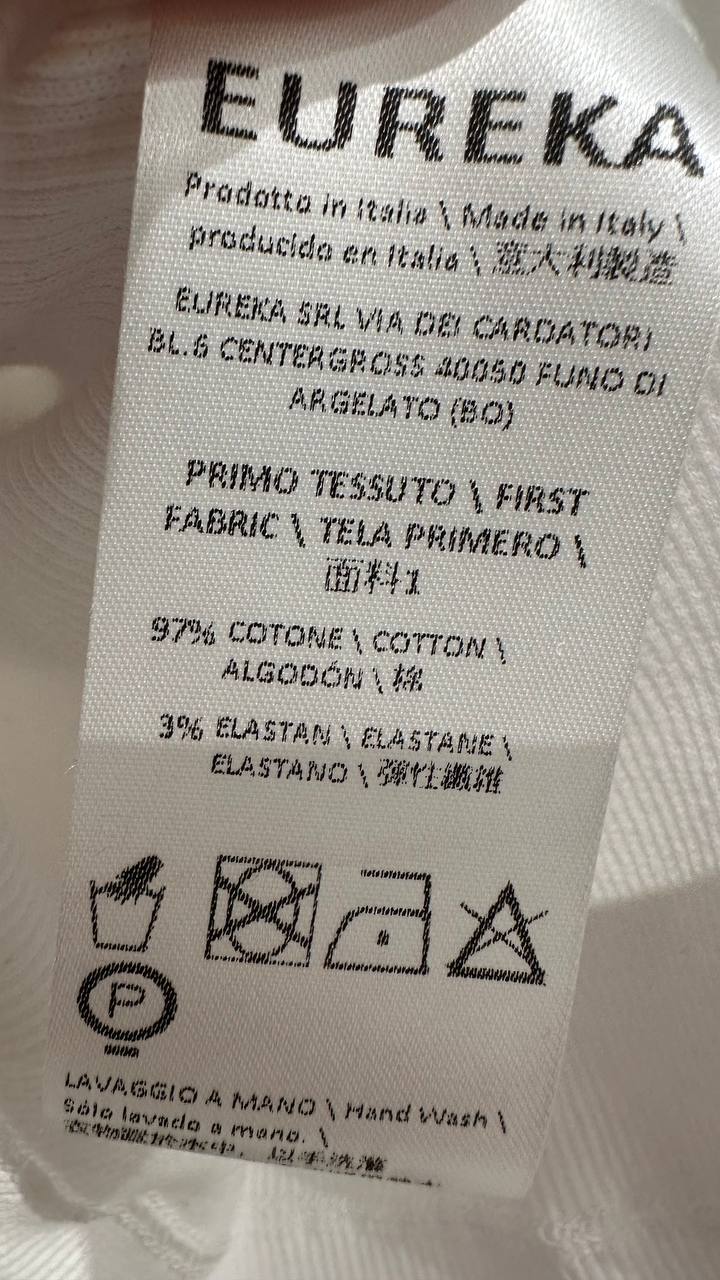 EUREKA
Prodotto in Italia \ Made in Italy \
producido en Italia \ 意大利製造
EUREKA SRL VIA DEI CARDATORI
BL.6 CENTERGROSS 40050 FUNO DI
ARGELATO (BO)
PRIMO TESSUTO \ FIRST
FABRIC \ TELA PRIMERO \
面料1
97% COTONE \ COTTON \
ALGODÓN \ 棉
3% ELASTAN \ ELASTANE \
ELASTANO \ 彈性纖維
P
LAVAGGIO A MANO \ Hand Wash \
Sólo lavado a mano. \